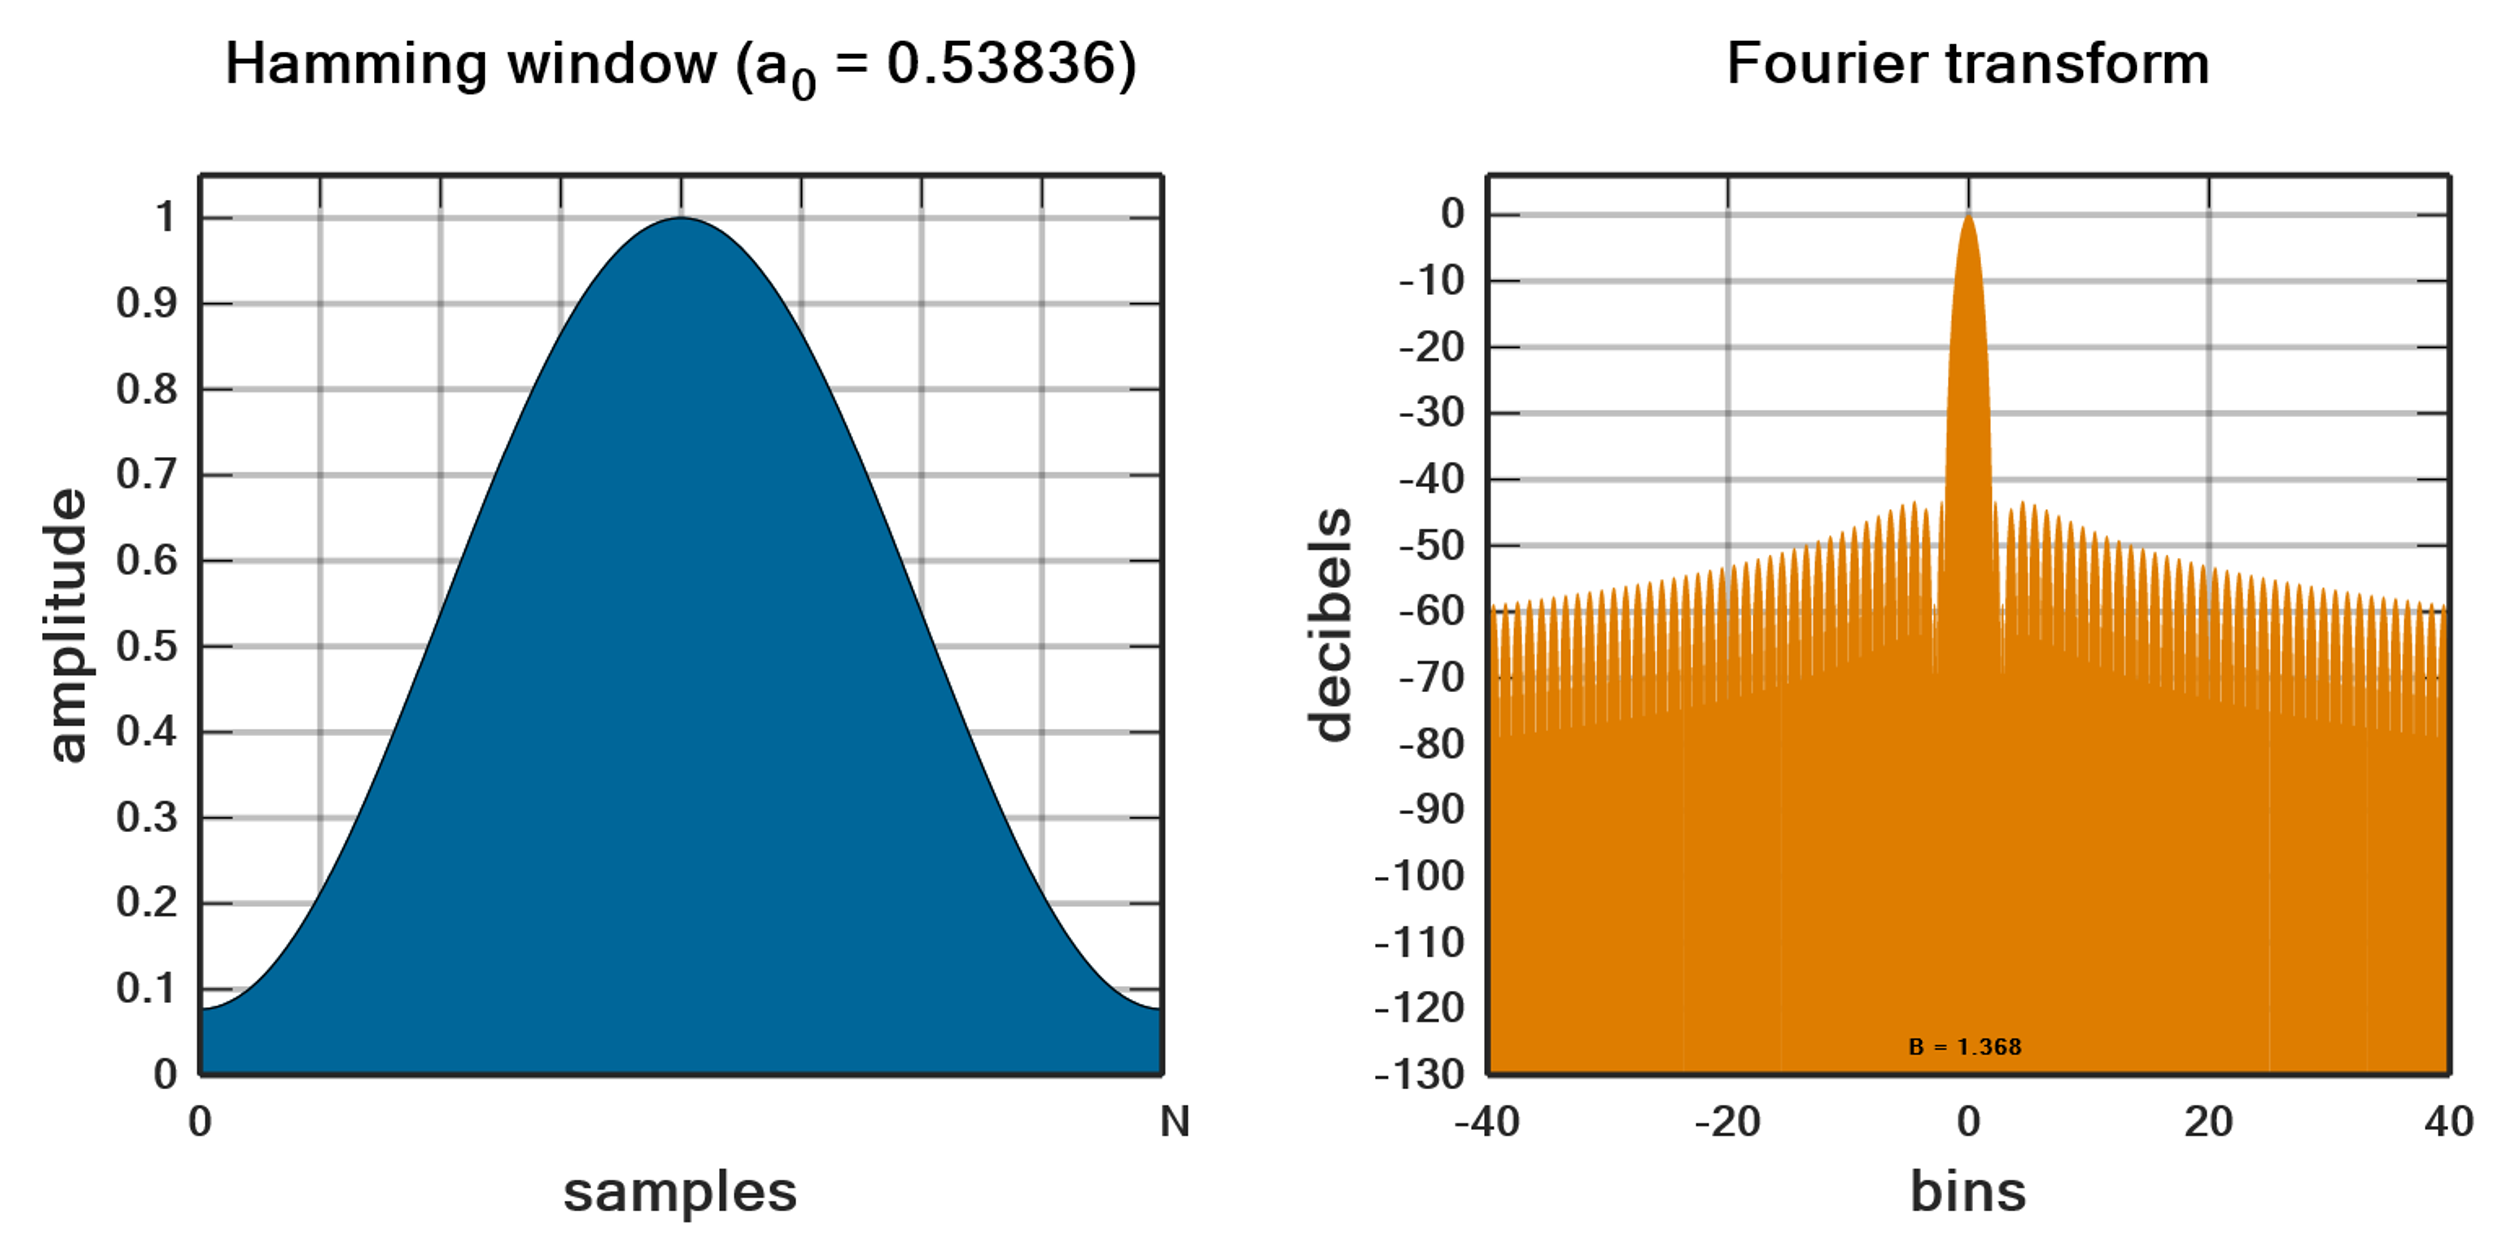 Hamming window (a₀ = 0.53836)
amplitude
1
0.9
0.8
0.7
0.6
0.5
0.4
0.3
0.2
0.1
0
0 N
samples
Fourier transform
decibels
0
-10
-20
-30
-40
-50
-60
-70
-80
-90
-100
-110
-120
-130
B = 1.368
-40 -20 0 20 40
bins